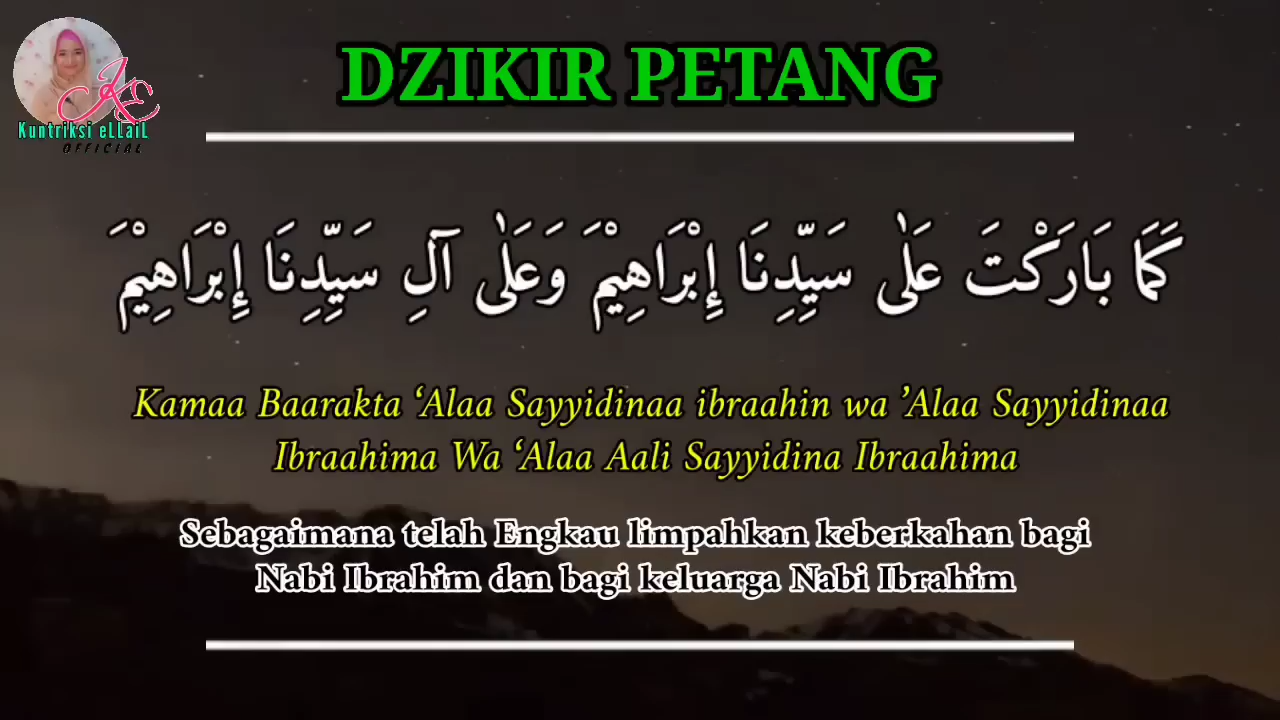 DZIKIR PETANG
Kuntriksi eLLaiL
OFFICIAL
كَمَا بَارَكْتَ عَلٰى سَيِّدِنَا إِبْرَاهِيْمَ وَعَلٰى آلِ سَيِّدِنَا إِبْرَاهِيْمَ
Kamaa Baarakta ‘Alaa Sayyidinaa ibraahin wa ’Alaa Sayyidinaa
Ibraahima Wa ‘Alaa Aali Sayyidina Ibraahima
Sebagaimana telah Engkau limpahkan keberkahan bagi
Nabi Ibrahim dan bagi keluarga Nabi Ibrahim